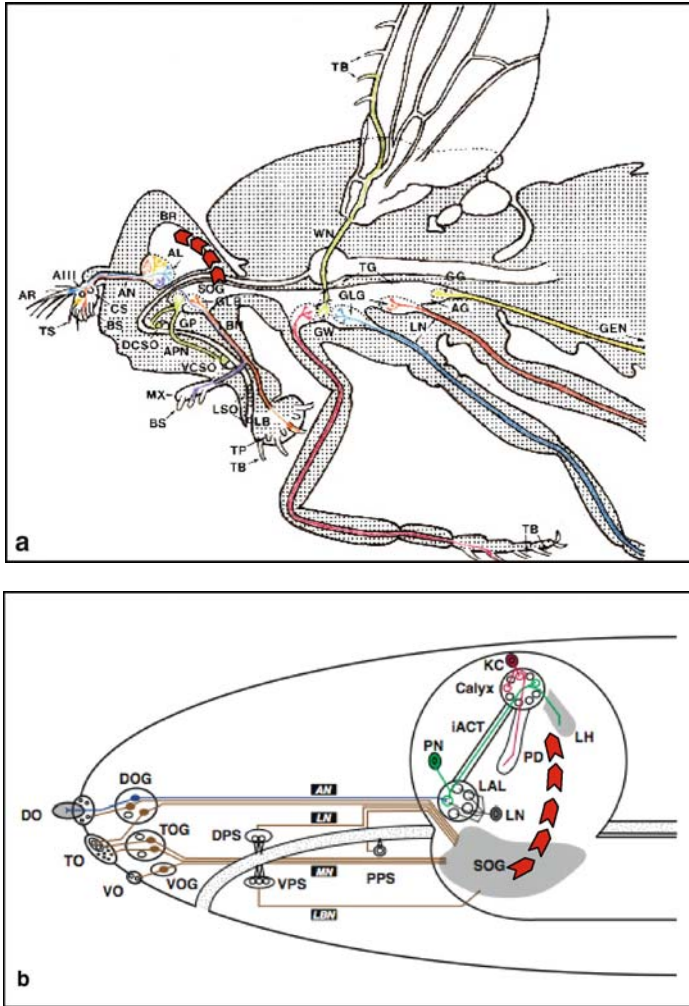 TB
WN
BR
AL
AIII
AR
AN
TS
CS
BS
SOG
GLB
TG
GG
GLG
AG
GP
BN
DCSO
APN
GW
LN
GEN
VCSO
MX
BS
LSO
LB
TP
TB
TB
a
KC
Calyx
iACT
LH
PN
PD
DOG
AN
LAL
DO
LN
LN
TOG
DPS
TO
SOG
MN
VO
VOG
VPS
PPS
LBN
b